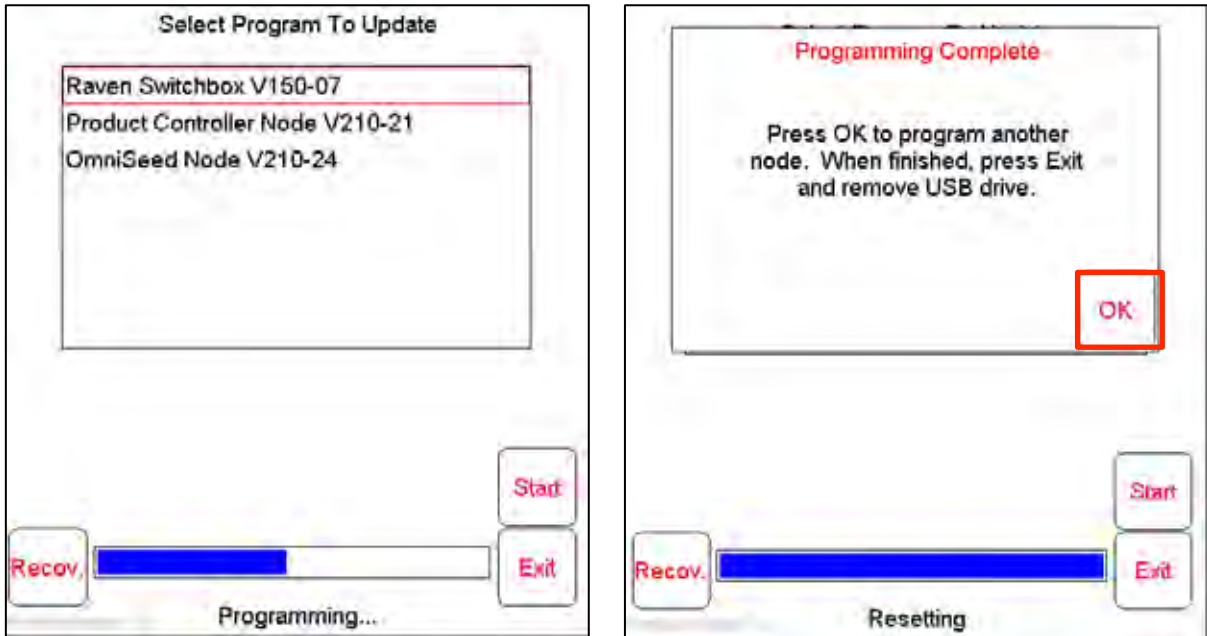 Select Program To Update
Raven Switchbox V150-07
Product Controller Node V210-21
OmniSeed Node V210-24
Start
Recov.
Exit
Programming...
Programming Complete
Press OK to program another
node. When finished, press Exit
and remove USB drive.
OK
Start
Recov.
Exit
Resetting